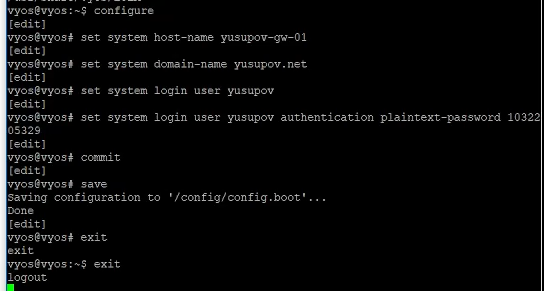 vyos@vyos:~$ configure
[edit]
vyos@vyos# set system host-name yusupov-gw-01
[edit]
vyos@vyos# set system domain-name yusupov.net
[edit]
vyos@vyos# set system login user yusupov
[edit]
vyos@vyos# set system login user yusupov authentication plaintext-password 10322
05329
[edit]
vyos@vyos# commit
[edit]
vyos@vyos# save
Saving configuration to '/config/config.boot'...
Done
[edit]
vyos@vyos# exit
exit
vyos@vyos:~$ exit
logout